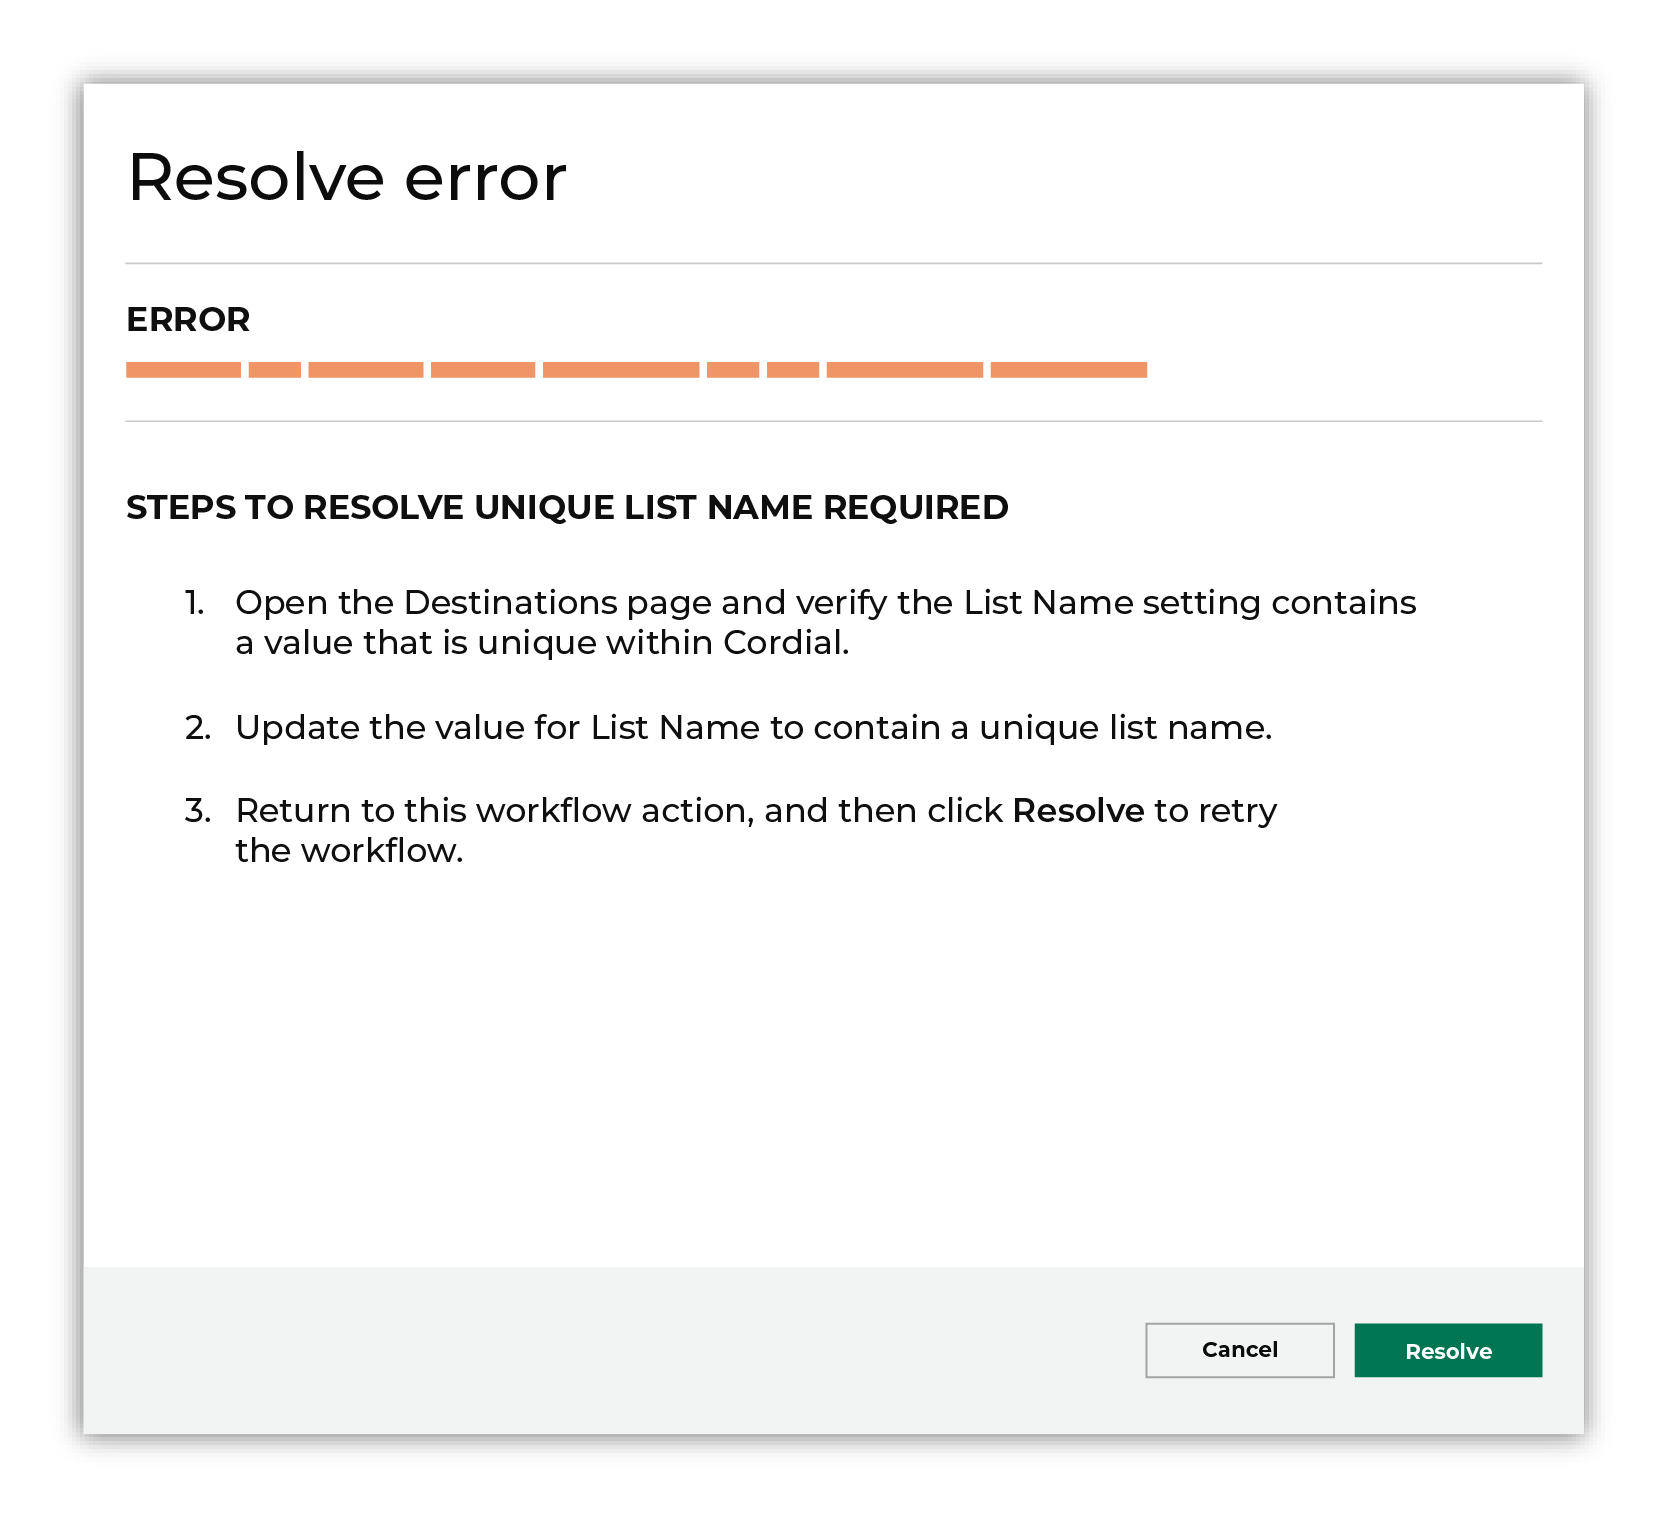 Resolve error
ERROR
STEPS TO RESOLVE UNIQUE LIST NAME REQUIRED
1. Open the Destinations page and verify the List Name setting contains
a value that is unique within Cordial.
2. Update the value for List Name to contain a unique list name.
3. Return to this workflow action, and then click Resolve to retry
the workflow.
Cancel
Resolve